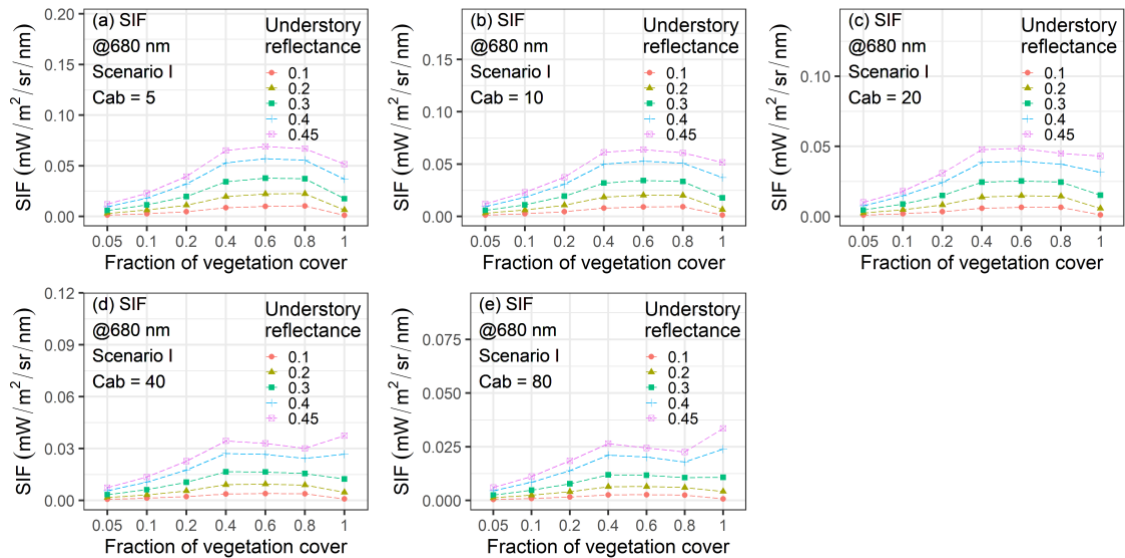 (a) SIF
@680 nm
Scenario I
Cab = 5
Understory
reflectance
0.1
0.2
0.3
0.4
0.45
SIF (mW/m²/sr/nm)
0.20
0.15
0.10
0.05
0.00
0.05 0.1 0.2 0.4 0.6 0.8 1
Fraction of vegetation cover
(b) SIF
@680 nm
Scenario I
Cab = 10
Understory
reflectance
0.1
0.2
0.3
0.4
0.45
SIF (mW/m²/sr/nm)
0.15
0.10
0.05
0.00
0.05 0.1 0.2 0.4 0.6 0.8 1
Fraction of vegetation cover
(c) SIF
@680 nm
Scenario I
Cab = 20
Understory
reflectance
0.1
0.2
0.3
0.4
0.45
SIF (mW/m²/sr/nm)
0.10
0.05
0.00
0.05 0.1 0.2 0.4 0.6 0.8 1
Fraction of vegetation cover
(d) SIF
@680 nm
Scenario I
Cab = 40
Understory
reflectance
0.1
0.2
0.3
0.4
0.45
SIF (mW/m²/sr/nm)
0.12
0.09
0.06
0.03
0.00
0.05 0.1 0.2 0.4 0.6 0.8 1
Fraction of vegetation cover
(e) SIF
@680 nm
Scenario I
Cab = 80
Understory
reflectance
0.1
0.2
0.3
0.4
0.45
SIF (mW/m²/sr/nm)
0.075
0.050
0.025
0.000
0.05 0.1 0.2 0.4 0.6 0.8 1
Fraction of vegetation cover